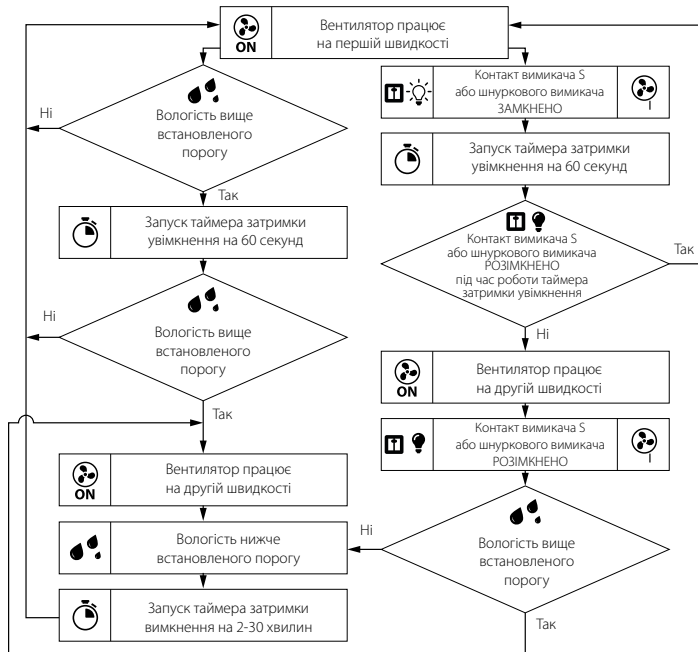 ON
Вентилятор працює
на першій швидкості
Ні
Вологість вище
встановленого
порогу
Так
Запуск таймера затримки
увімкнення на 60 секунд
Ні
Вологість вище
встановленого
порогу
Так
ON
Вентилятор працює
на другій швидкості
Вологість нижче
встановленого порогу
Запуск таймера затримки
вимкнення на 2-30 хвилин
Контакт вимикача S
або шнуркового вимикача
ЗАМКНЕНО
Запуск таймера затримки
увімкнення на 60 секунд
Контакт вимикача S
або шнуркового вимикача
РОЗІМКНЕНО
під час роботи таймера
затримки увімкнення
Так
Ні
ON
Вентилятор працює
на другій швидкості
Контакт вимикача S
або шнуркового вимикача
РОЗІМКНЕНО
Ні
Вологість вище
встановленого
порогу
Так